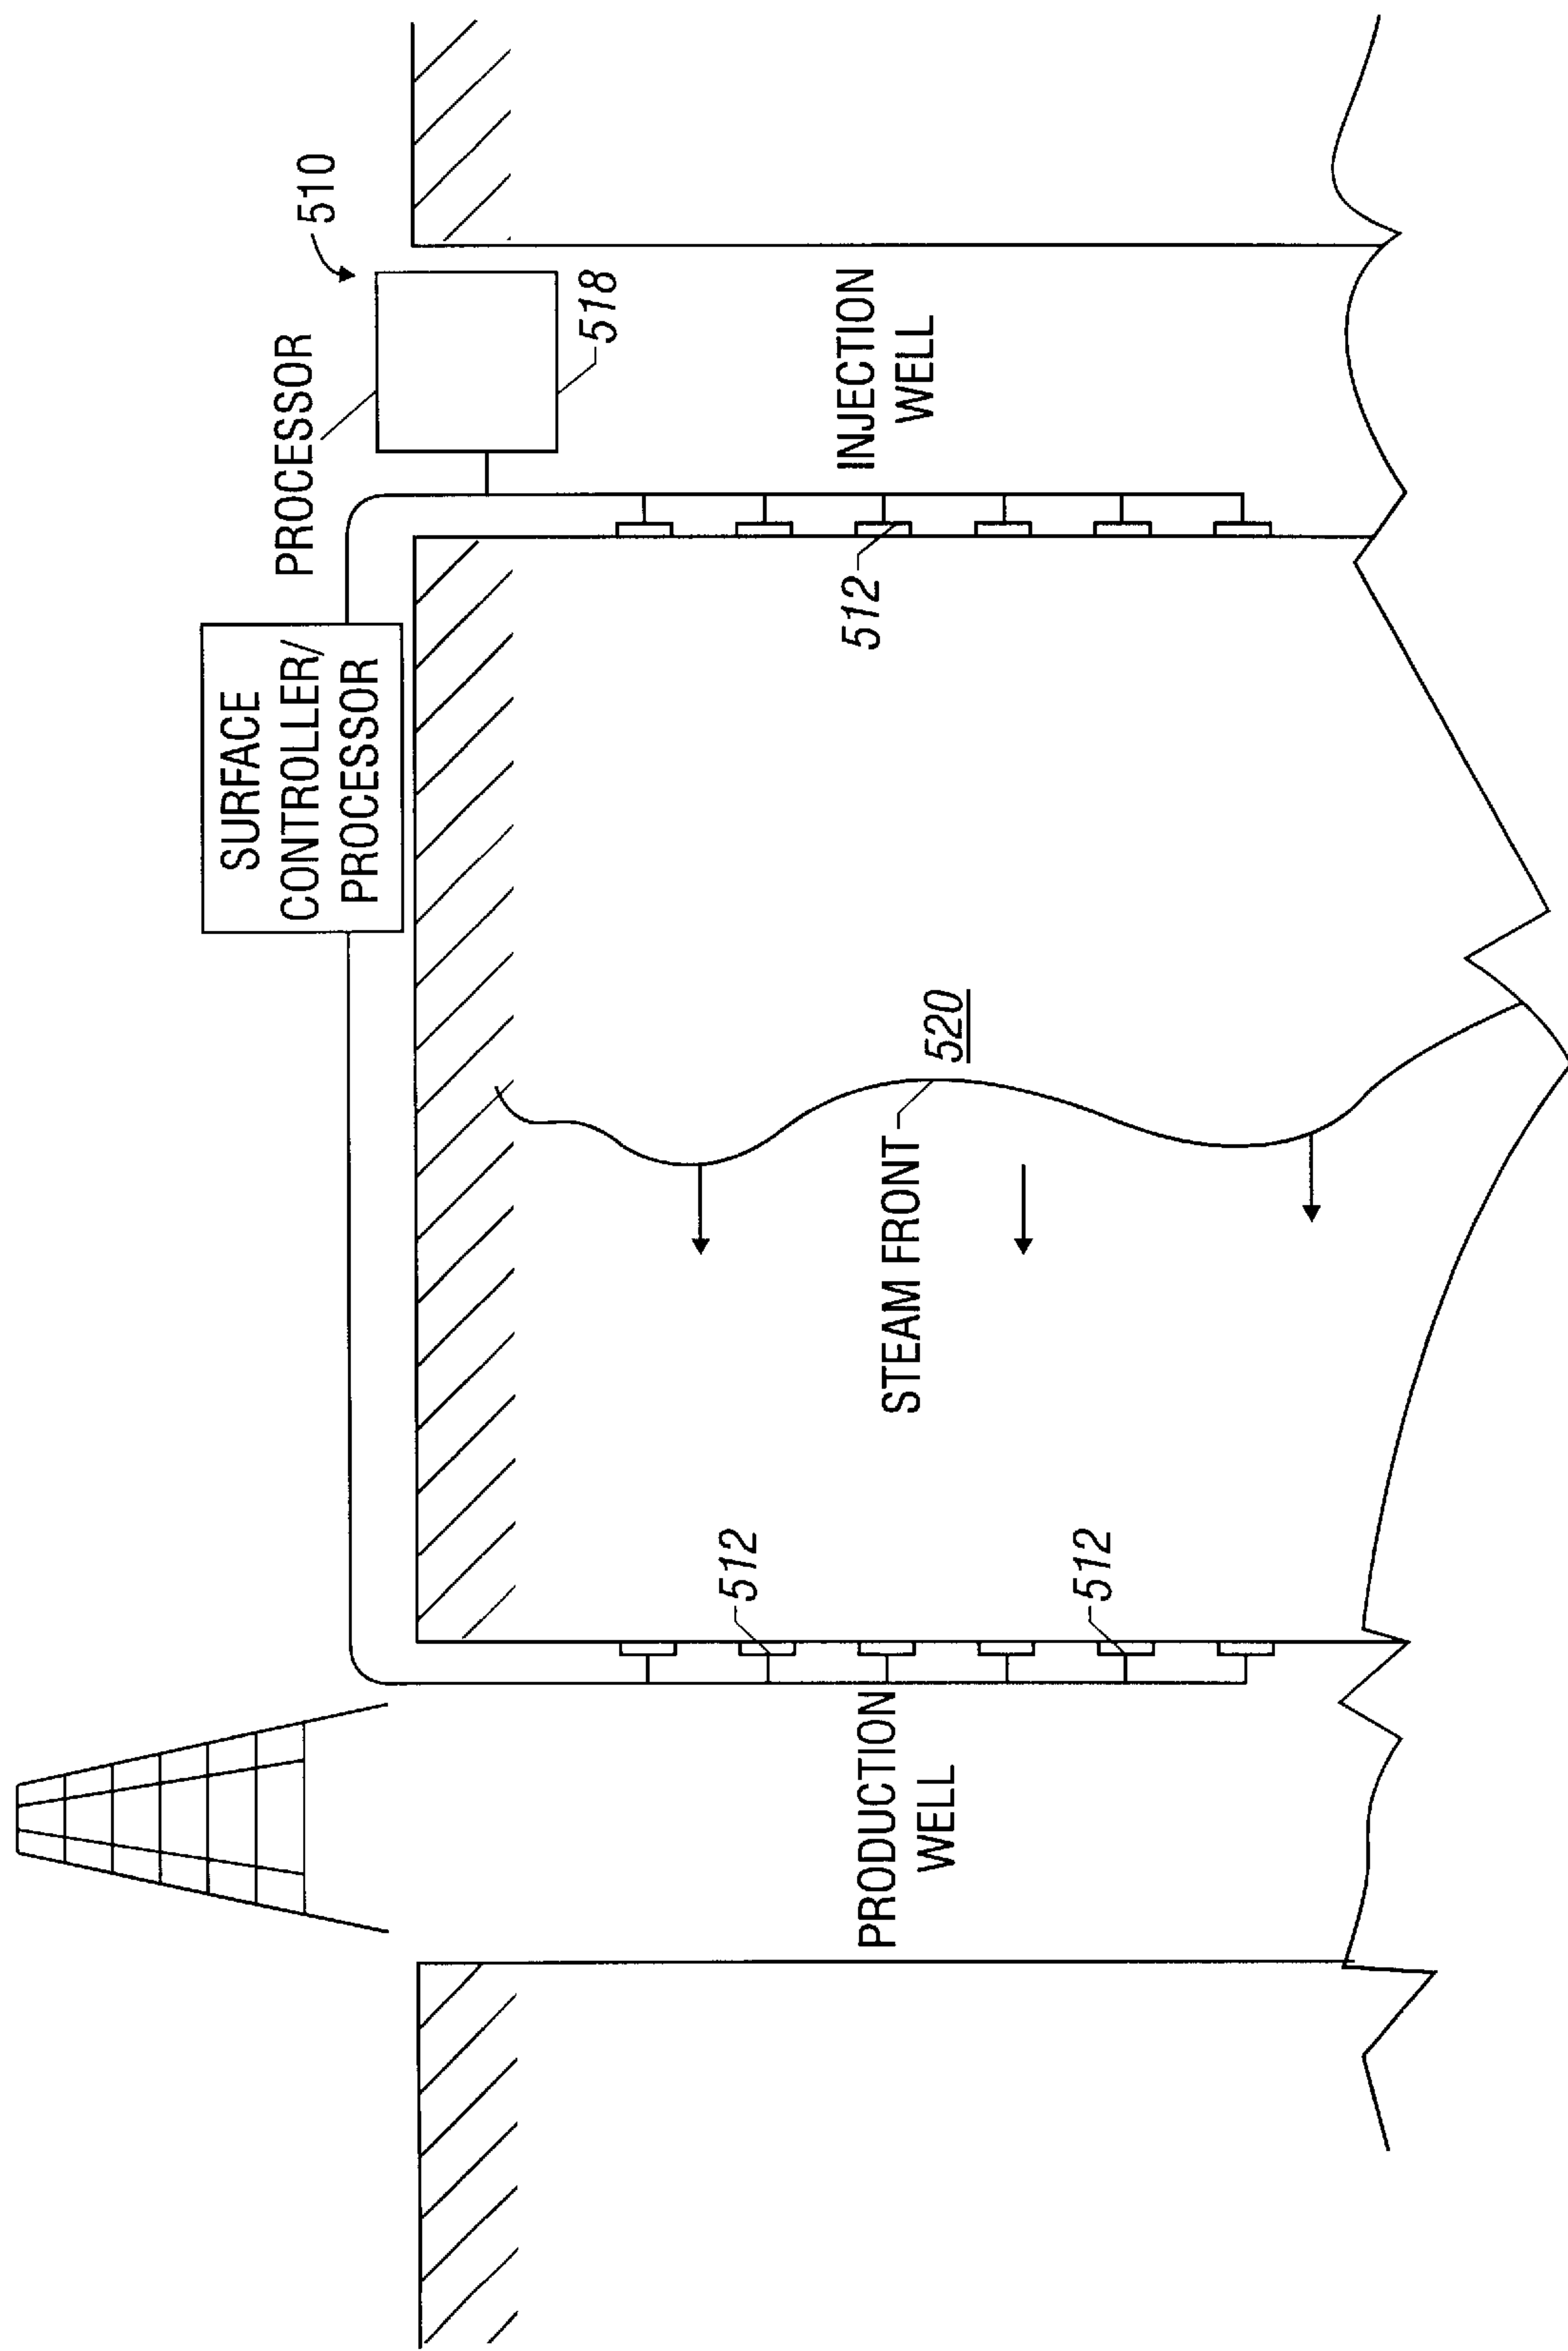 SURFACE
CONTROLLER/
PROCESSOR
PROCESSOR
510
518
INJECTION
WELL
512
520
STEAM FRONT
512
512
PRODUCTION
WELL